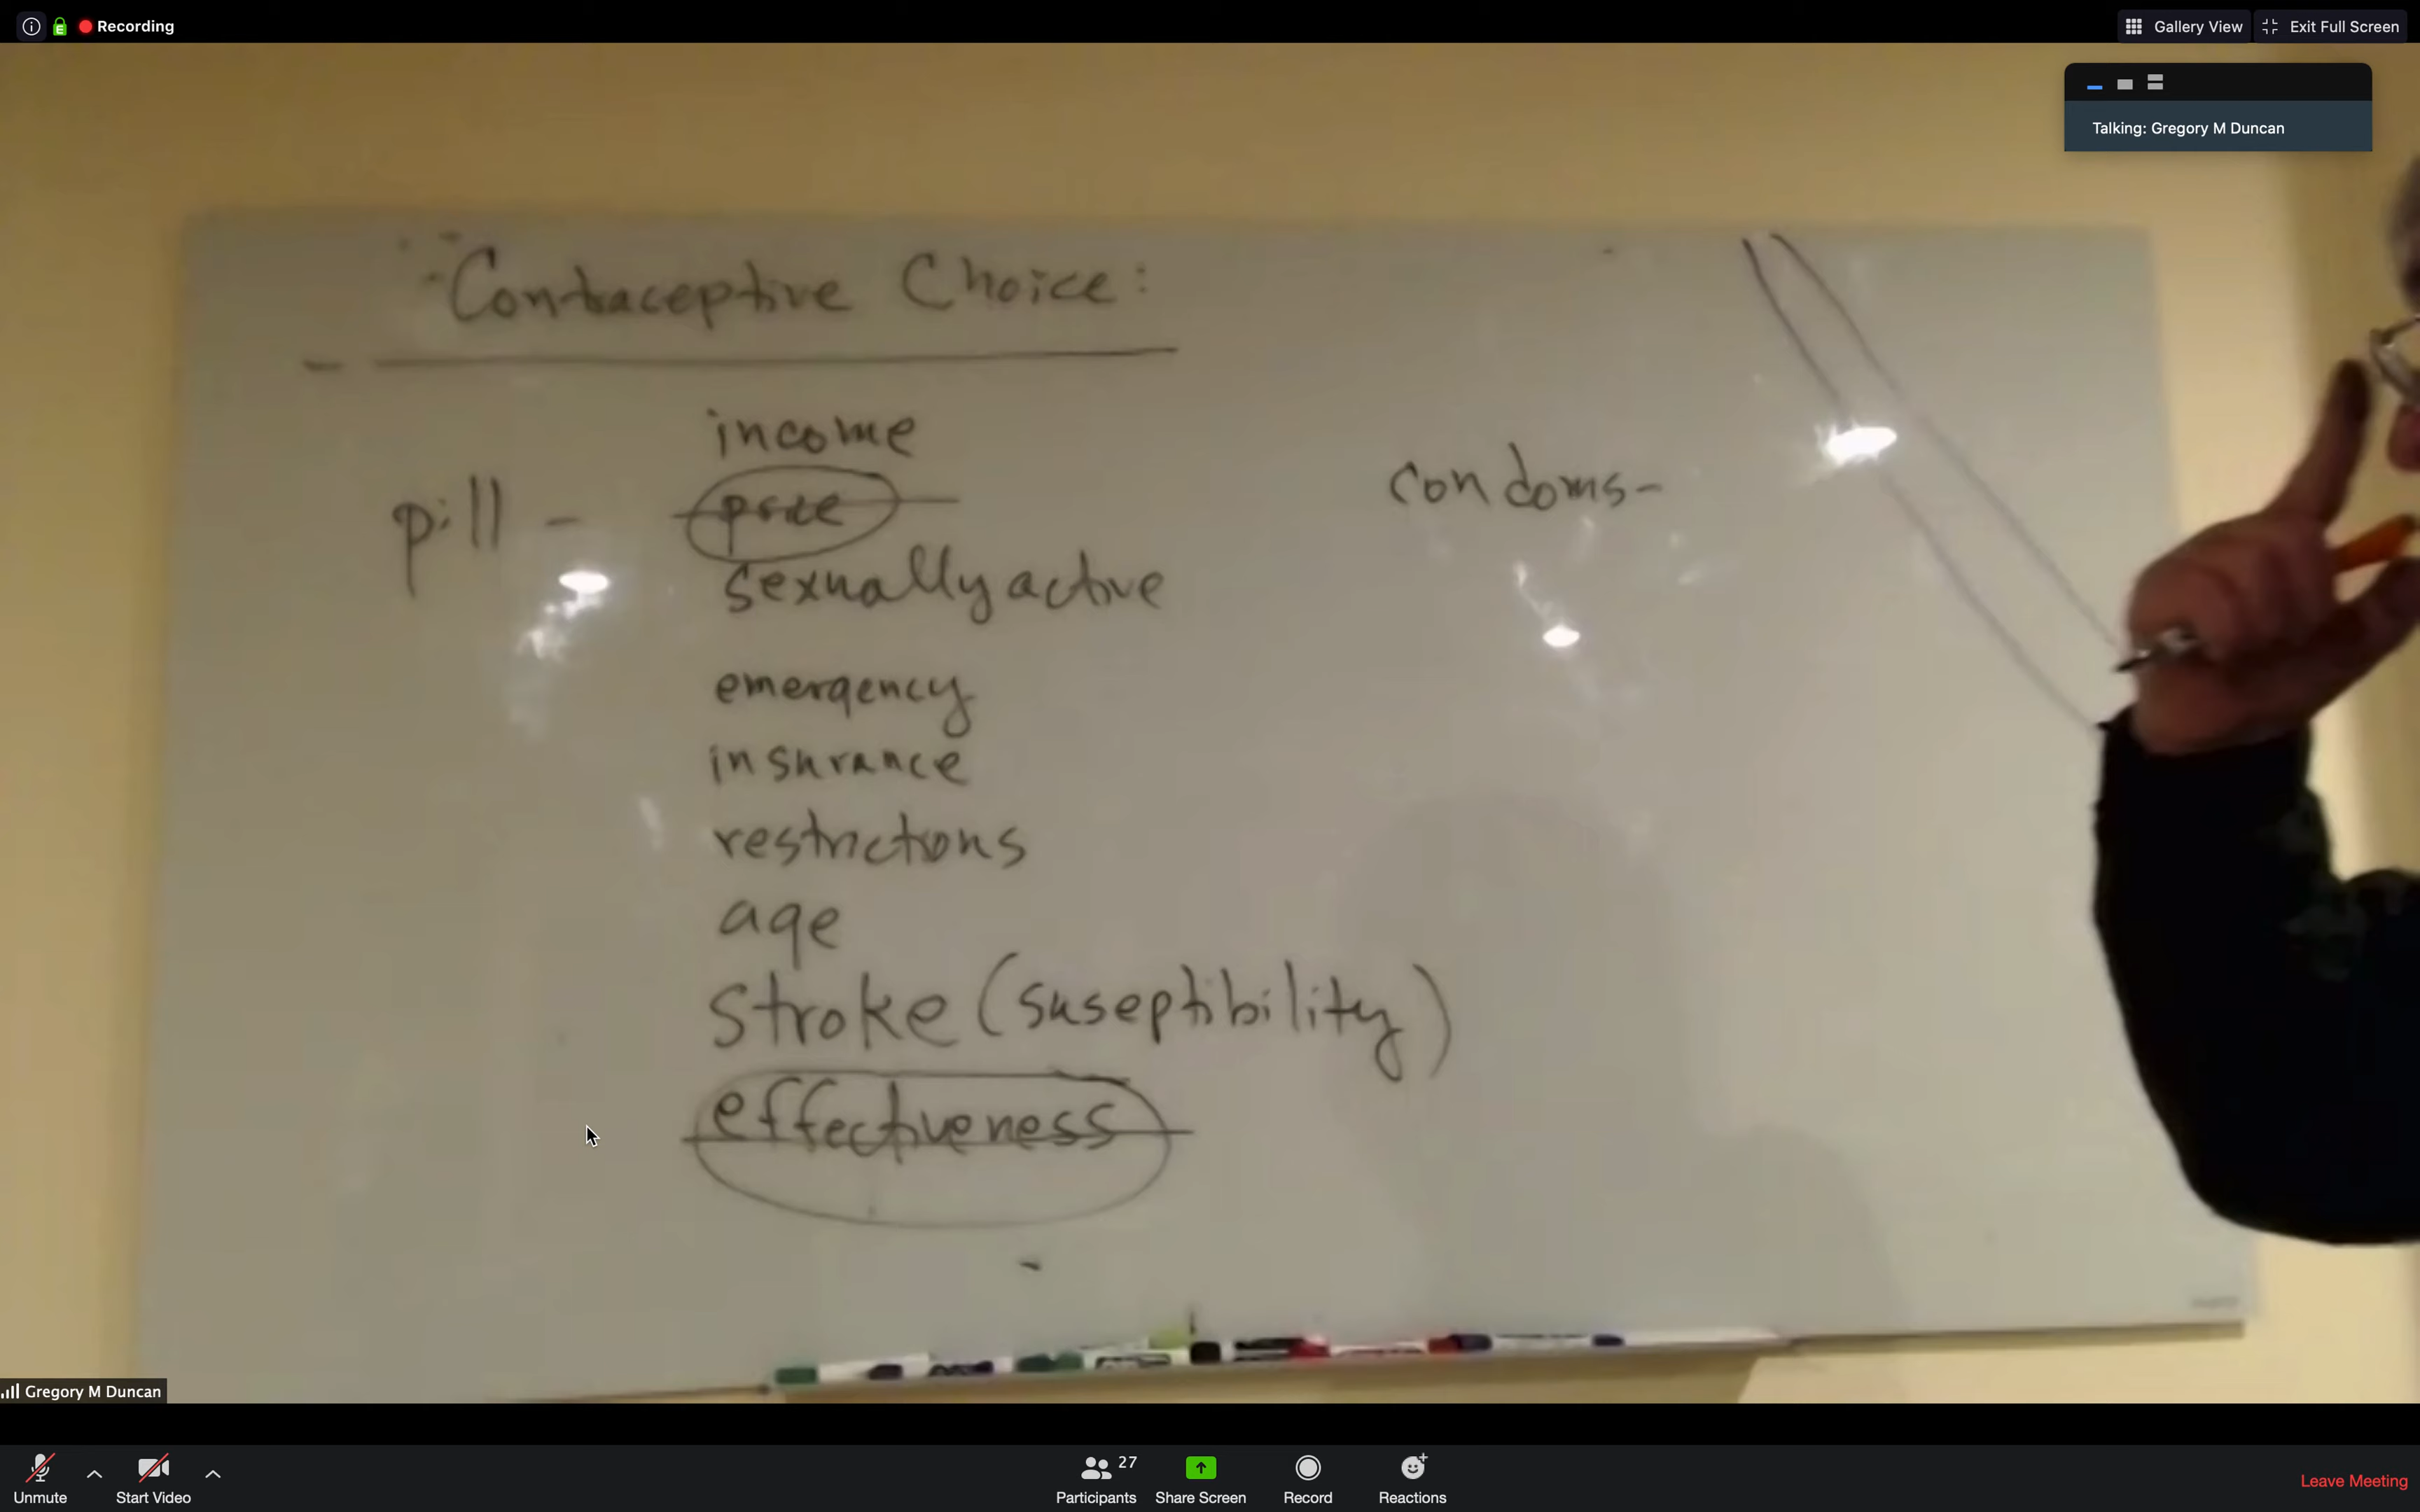 Recording
Gallery View
Exit Full Screen
Talking: Gregory M Duncan
Contraceptive Choice:
income
pill - price
condoms-
sexually active
emergency
insurance
restrictions
age
Stroke (suseptibility)
effectiveness
Gregory M Duncan
Unmute
Start Video
Participants 27
Share Screen
Record
Reactions
Leave Meeting